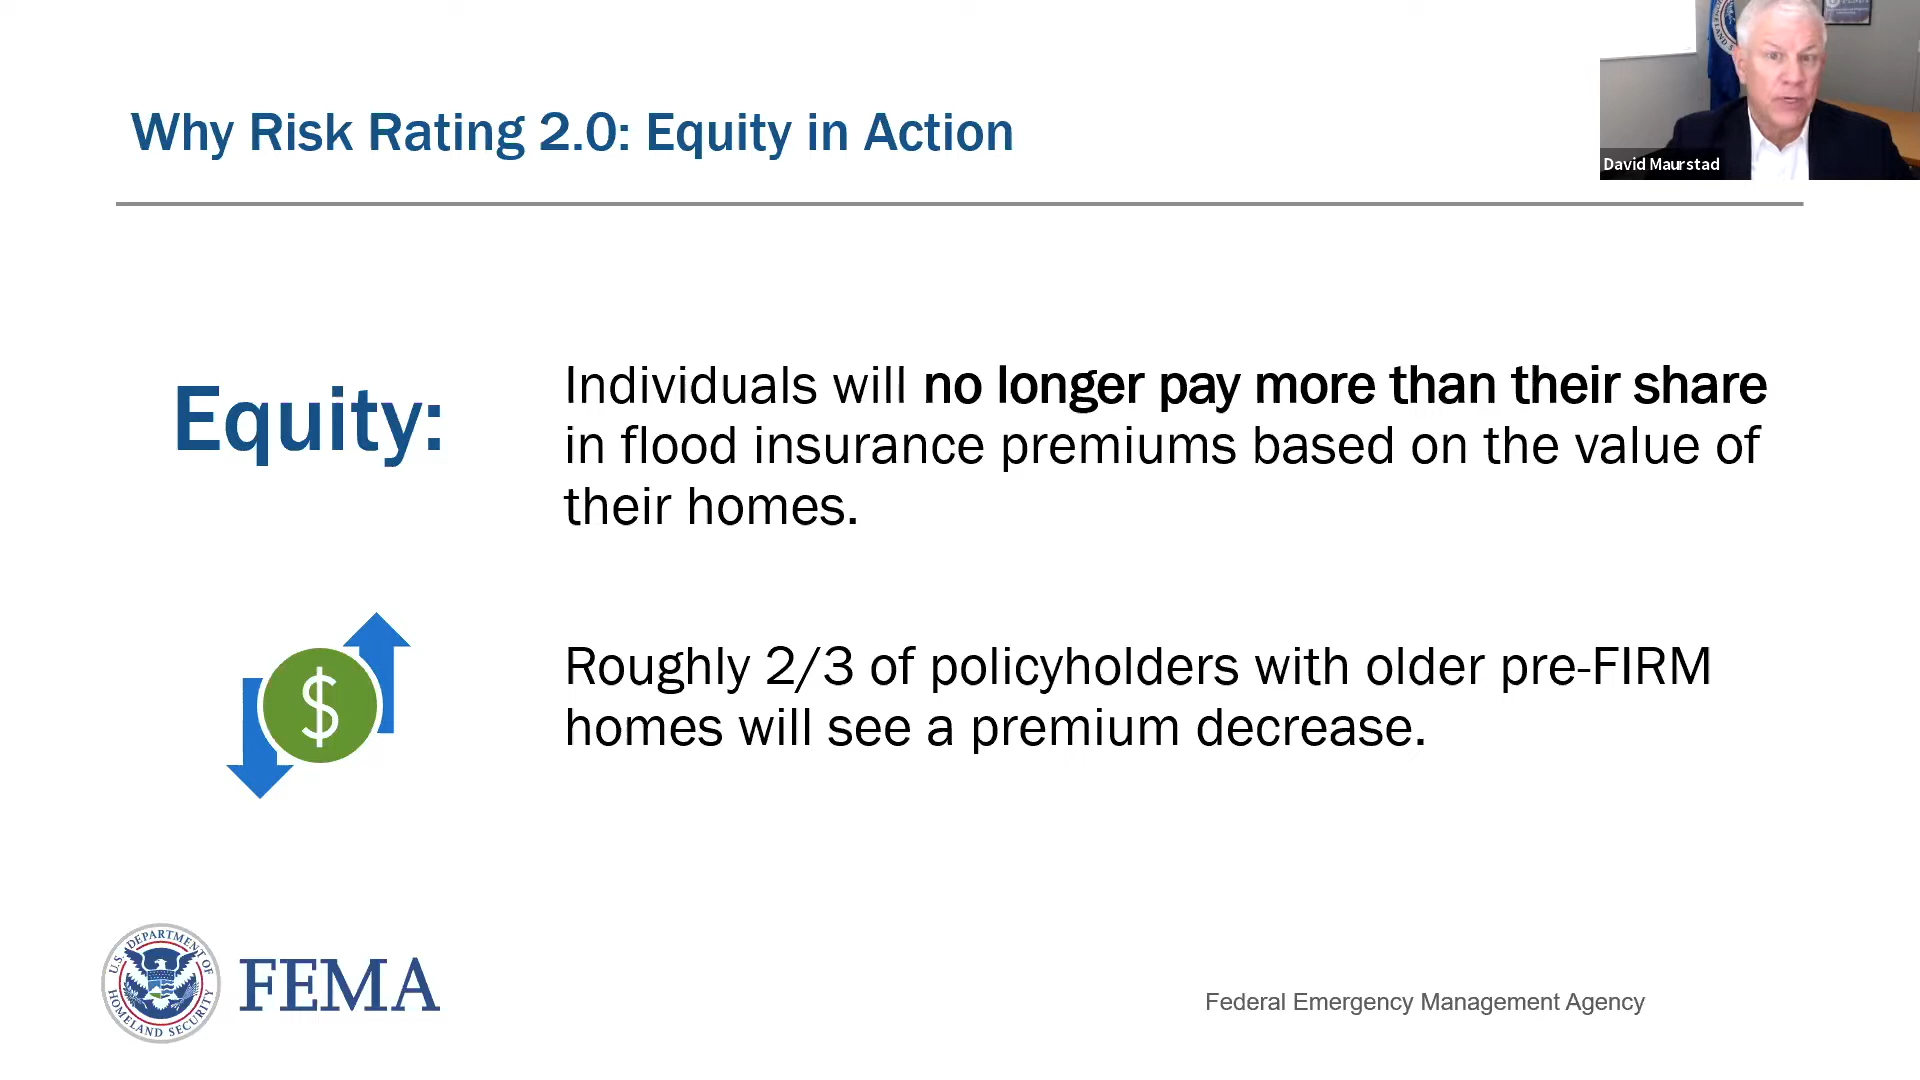 Why Risk Rating 2.0: Equity in Action
David Maurstad
Equity:
Individuals will no longer pay more than their share
in flood insurance premiums based on the value of
their homes.
$
Roughly 2/3 of policyholders with older pre-FIRM
homes will see a premium decrease.
U.S. DEPARTMENT OF
HOMELAND SECURITY
FEMA
Federal Emergency Management Agency